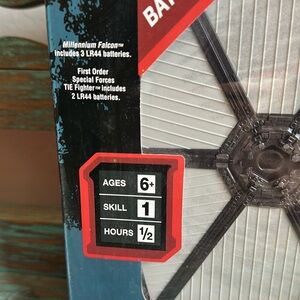 BAT
Millennium Falcon™
includes 3 LR44 batteries.
First Order
Special Forces
TIE Fighter™ includes
2 LR44 batteries.
AGES 6+
SKILL 1
HOURS 1/2